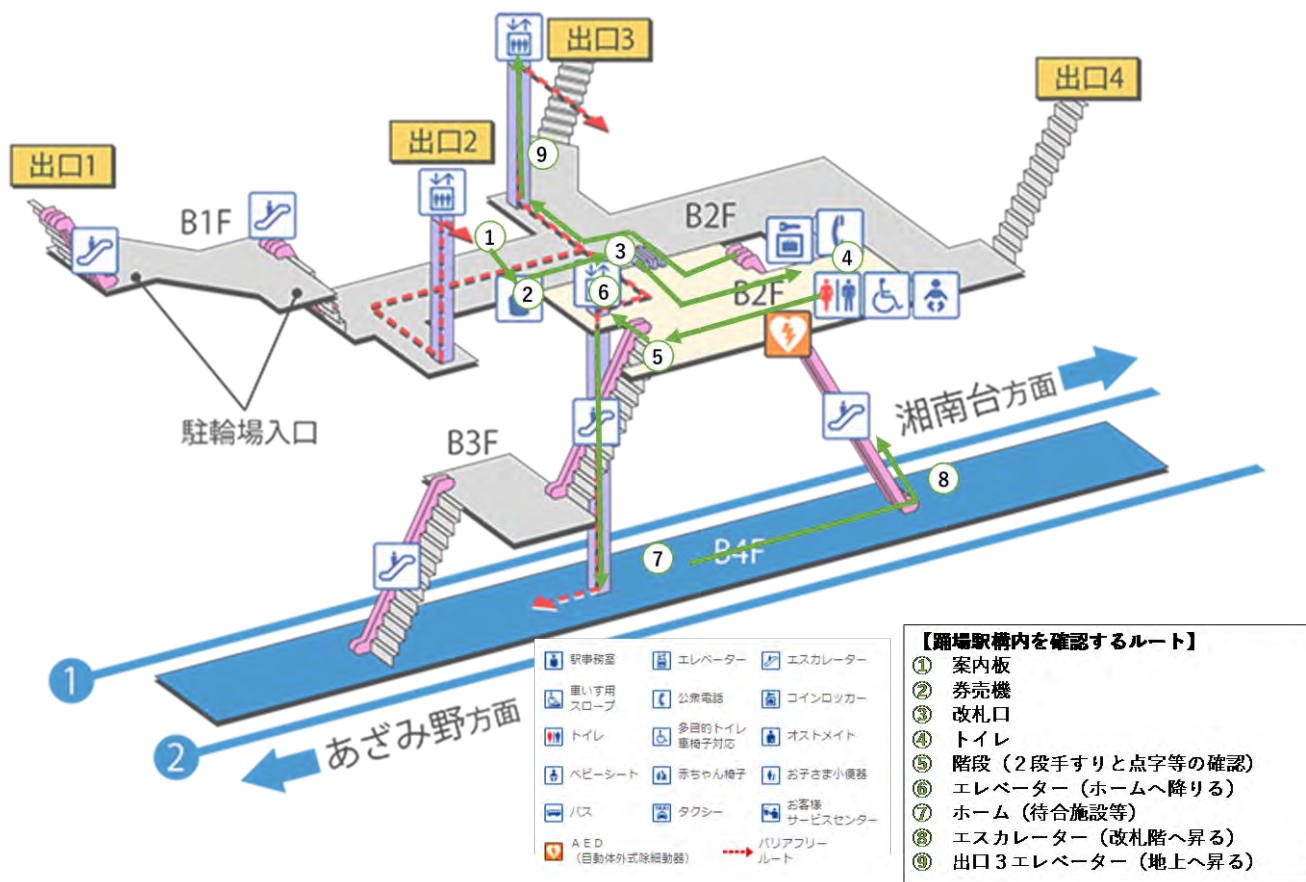 出口3
出口4
出口2
出口1
⑨
B1F
B2F
①
③
④
②
⑥
B2F
⑤
駐輪場入口
湘南台方面
B3F
⑧
⑦
B4F
1
あざみ野方面
2
駅事務室
エレベーター
エスカレーター
車いす用
スロープ
公衆電話
コインロッカー
トイレ
多目的トイレ
車椅子対応
オストメイト
ベビーシート
赤ちゃん椅子
お子さま小便器
バス
タクシー
お客様
サービスセンター
AED
(自動体外式除細動器)
バリアフリー
ルート
【踊場駅構内を確認するルート】
① 案内板
② 券売機
③ 改札口
④ トイレ
⑤ 階段（２段手すりと点字等の確認）
⑥ エレベーター（ホームへ降りる）
⑦ ホーム（待合施設等）
⑧ エスカレーター（改札階へ昇る）
⑨ 出口３エレベーター（地上へ昇る）